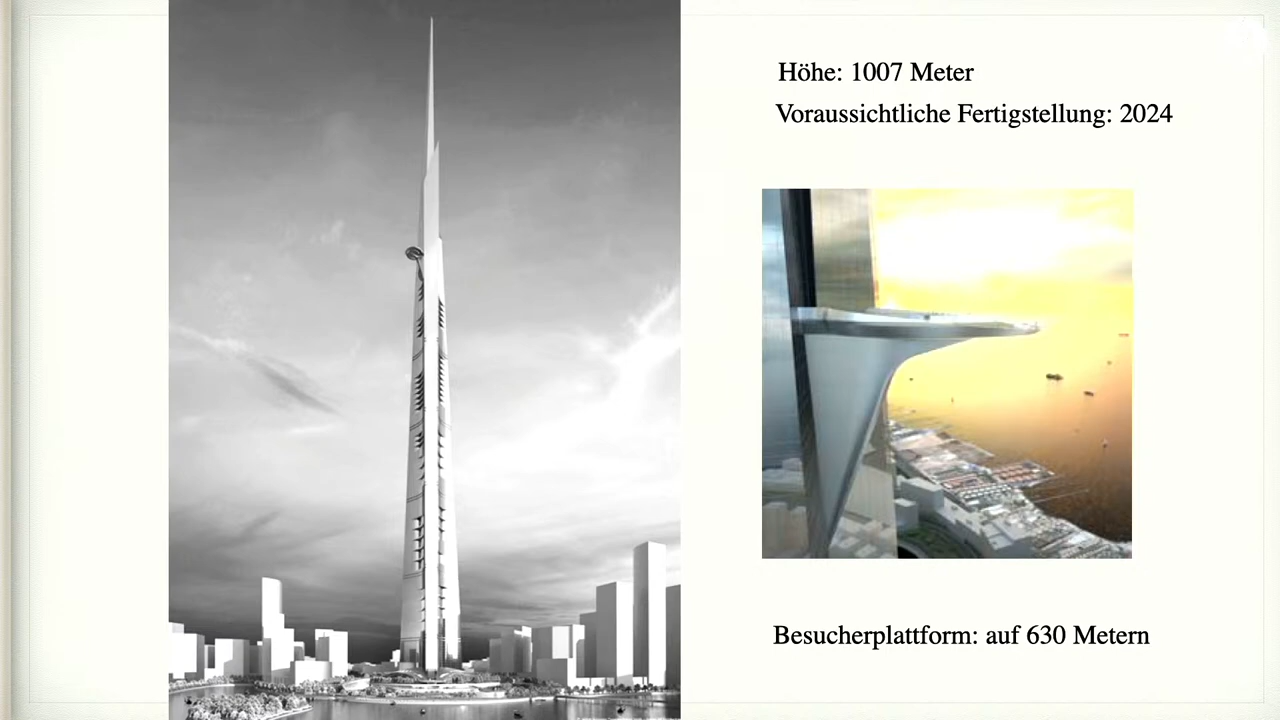 Höhe: 1007 Meter
Voraussichtliche Fertigstellung: 2024
Besucherplattform: auf 630 Metern